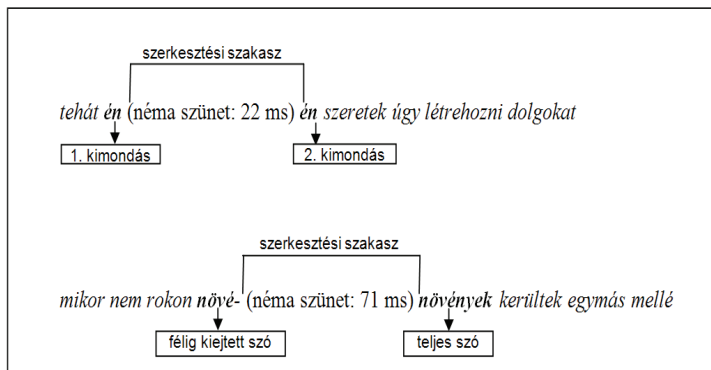 szerkesztési szakasz
tehát én (néma szünet: 22 ms) én szeretek úgy létrehozni dolgokat
1. kimondás 2. kimondás
szerkesztési szakasz
mikor nem rokon növé- (néma szünet: 71 ms) növények kerültek egymás mellé
félig kiejtett szó teljes szó